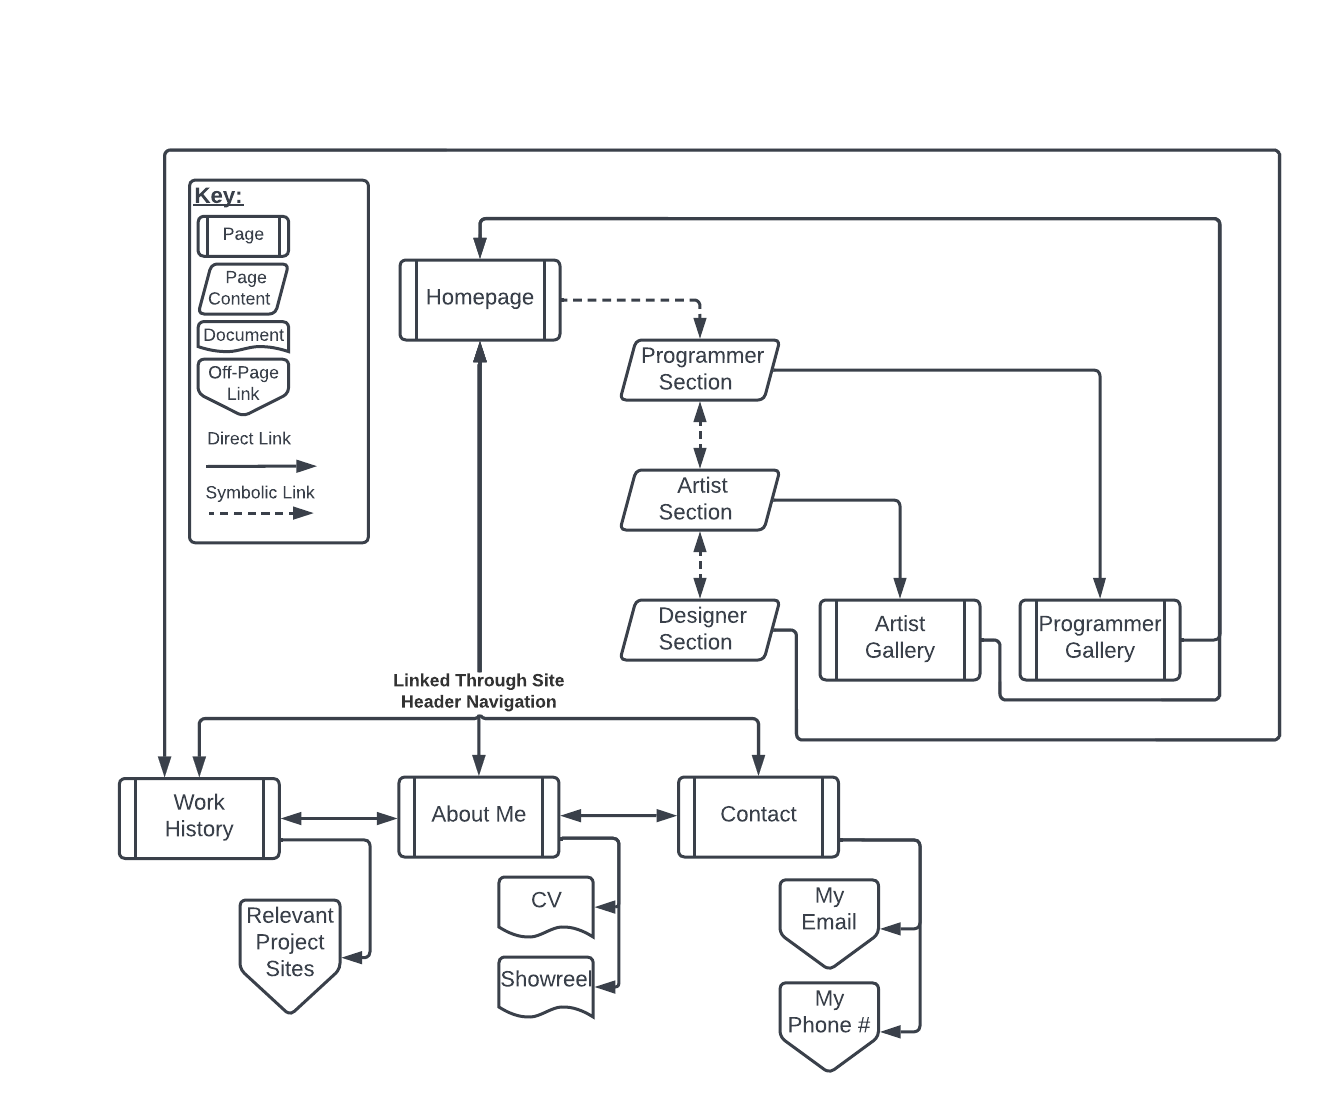 Key:
Page
Page
Content
Document
Off-Page
Link
Direct Link
Symbolic Link
Homepage
Programmer
Section
Artist
Section
Designer
Section
Artist
Gallery
Programmer
Gallery
Linked Through Site
Header Navigation
Work
History
About Me
Contact
Relevant
Project
Sites
CV
Showreel
My
Email
My
Phone #